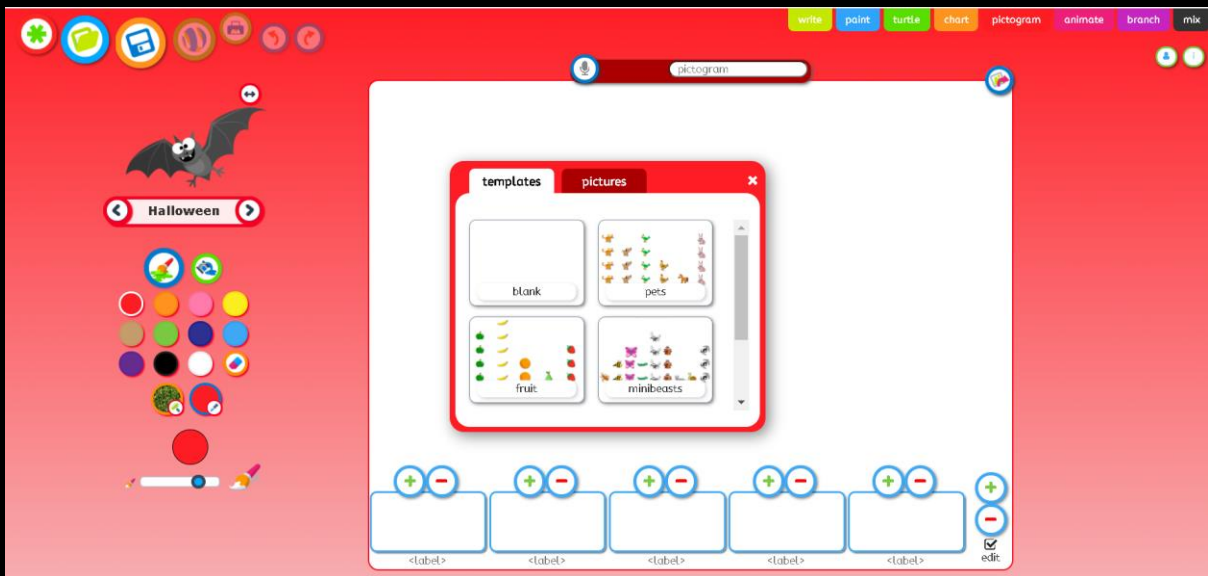 write paint turtle chart pictogram animate branch mix
pictogram
templates pictures
Halloween
blank pets
fruit minibeasts
<label> <label> <label> <label> <label> edit